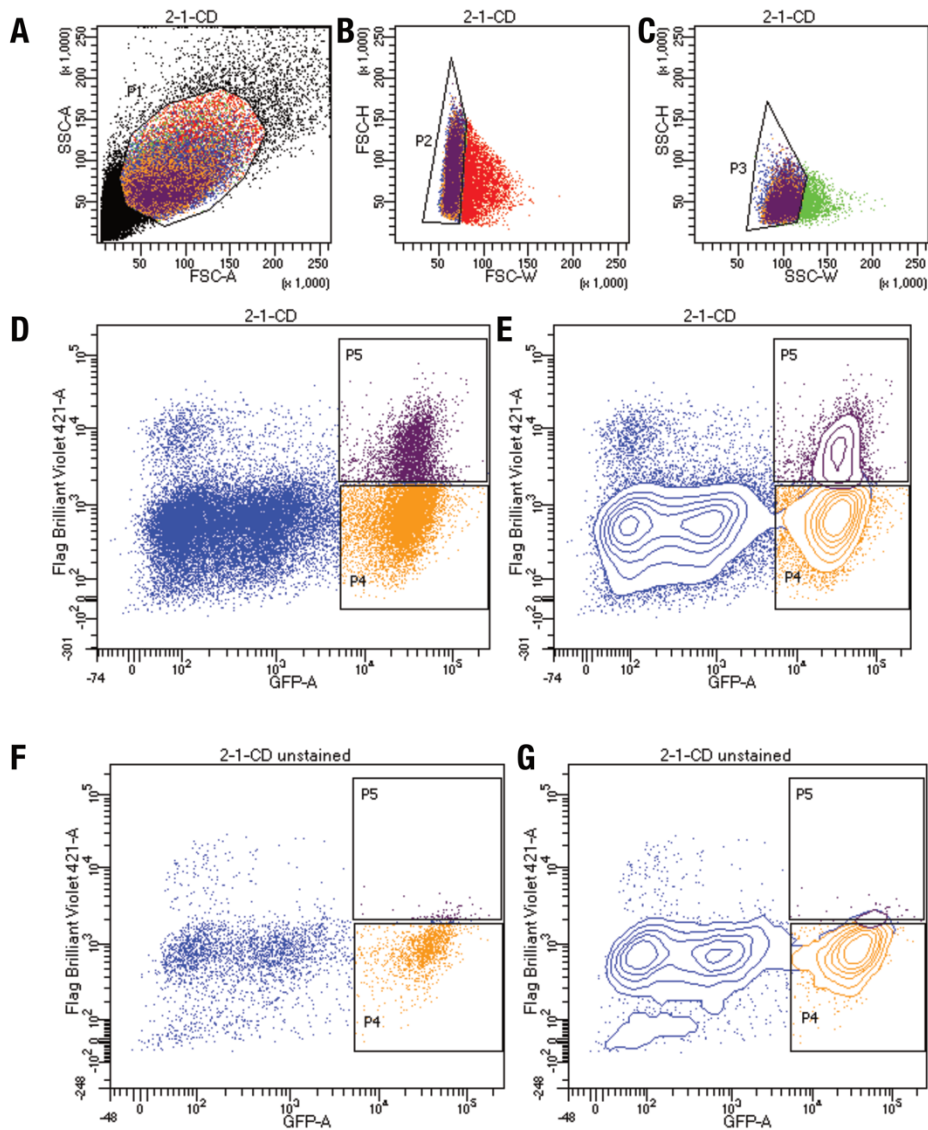 A
2-1-CD
(x 1,000)
SSC-A
250
200
150
100
50
P1
50 100 150 200 250
FSC-A
(x 1,000)
B
2-1-CD
(x 1,000)
FSC-H
250
200
150
100
50
P2
50 100 150 200 250
FSC-W
(x 1,000)
C
2-1-CD
(x 1,000)
SSC-H
250
200
150
100
50
P3
50 100 150 200 250
SSC-W
(x 1,000)
D
2-1-CD
Flag Brilliant Violet 421-A
10^5
10^4
10^3
10^2
0
-10^2
-301
P5
P4
-74 0 10^2 10^3 10^4 10^5
GFP-A
E
2-1-CD
Flag Brilliant Violet 421-A
10^5
10^4
10^3
10^2
0
-10^2
-301
P5
P4
-74 0 10^2 10^3 10^4 10^5
GFP-A
F
2-1-CD unstained
Flag Brilliant Violet 421-A
10^5
10^4
10^3
10^2
0
-10^2
-248
P5
P4
-48 0 10^2 10^3 10^4 10^5
GFP-A
G
2-1-CD unstained
Flag Brilliant Violet 421-A
10^5
10^4
10^3
10^2
0
-10^2
-248
P5
P4
-48 0 10^2 10^3 10^4 10^5
GFP-A